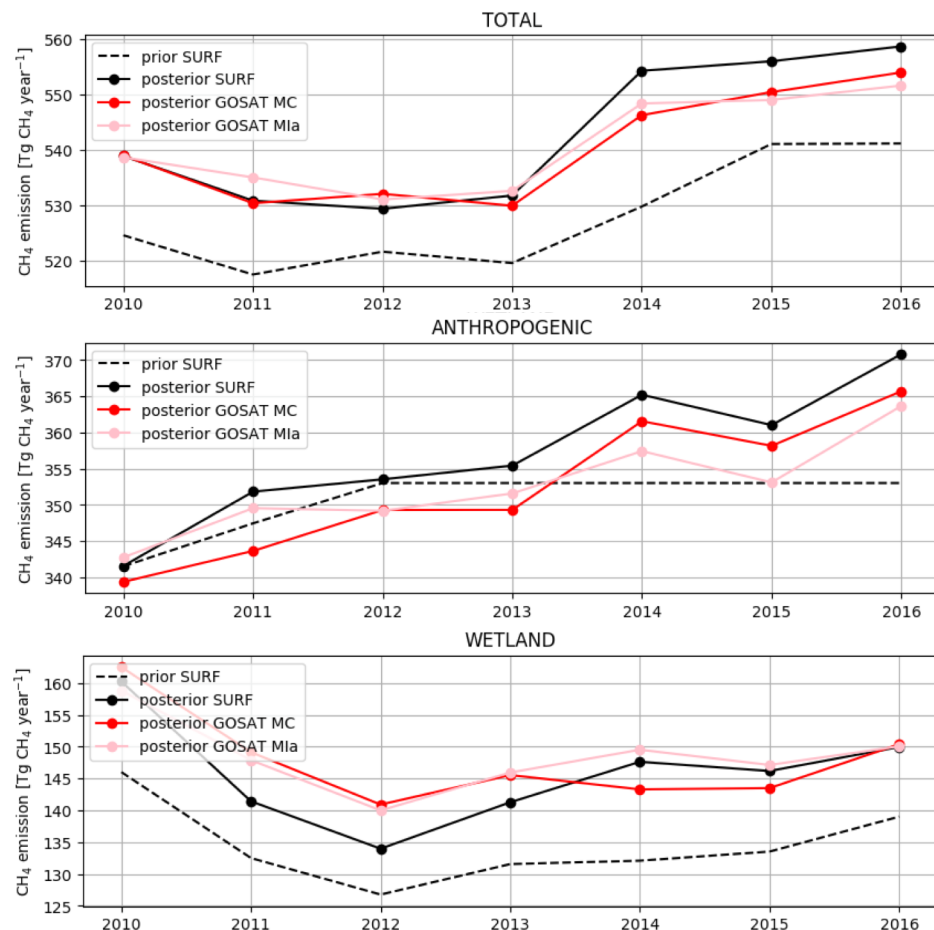 TOTAL
CH₄ emission [Tg CH₄ year⁻¹]
560
550
540
530
520
prior SURF
posterior SURF
posterior GOSAT MC
posterior GOSAT MIa
2010 2011 2012 2013 2014 2015 2016
ANTHROPOGENIC
CH₄ emission [Tg CH₄ year⁻¹]
370
365
360
355
350
345
340
prior SURF
posterior SURF
posterior GOSAT MC
posterior GOSAT MIa
2010 2011 2012 2013 2014 2015 2016
WETLAND
CH₄ emission [Tg CH₄ year⁻¹]
160
155
150
145
140
135
130
125
prior SURF
posterior SURF
posterior GOSAT MC
posterior GOSAT MIa
2010 2011 2012 2013 2014 2015 2016